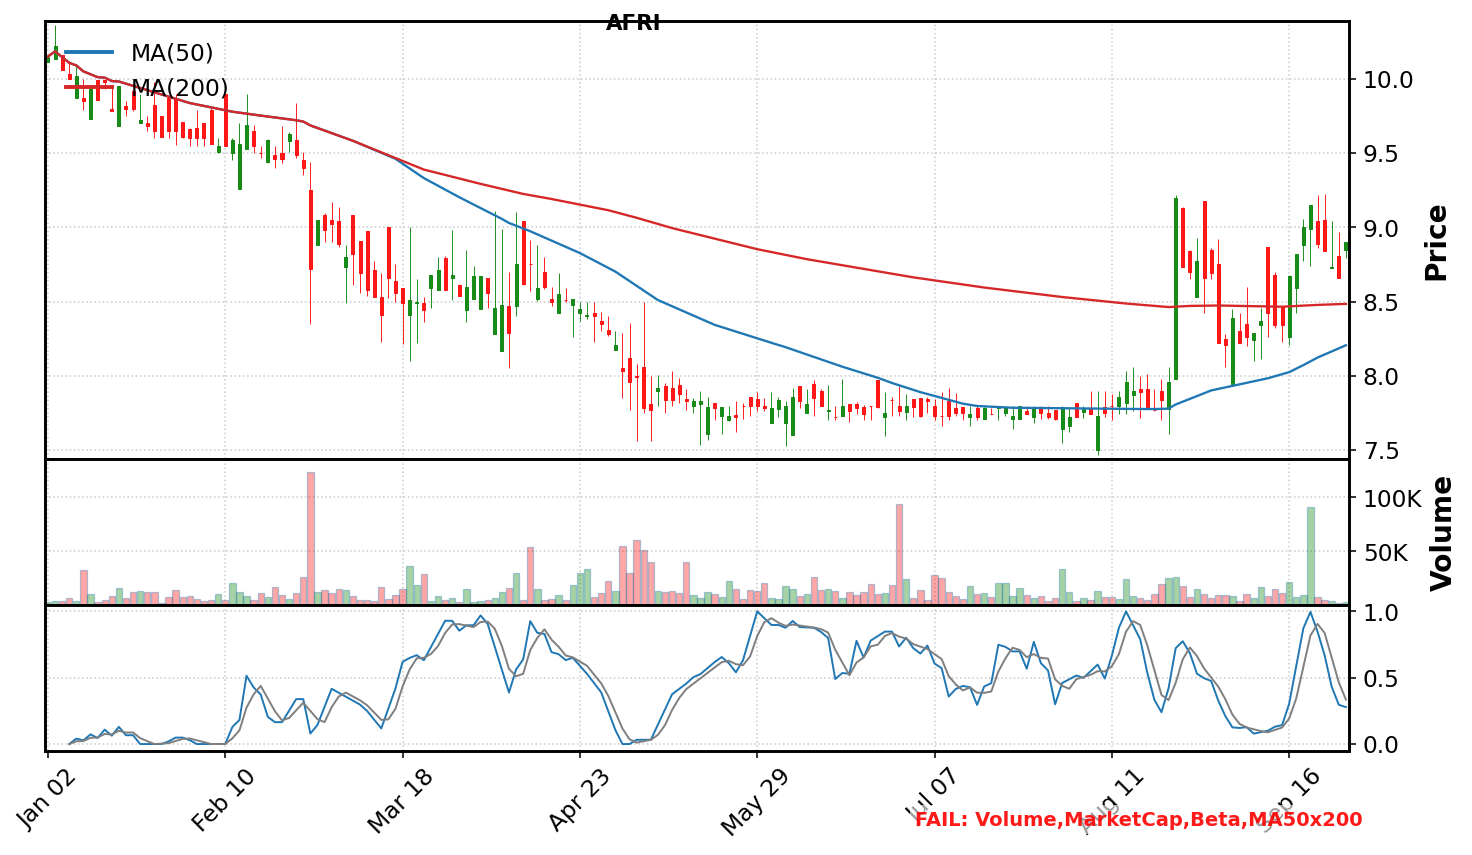 AFRI
MA(50)
MA(200)
10.0
9.5
9.0
8.5
8.0
7.5
Price
100K
50K
Volume
1.0
0.5
0.0
Jan 02
Feb 10
Mar 18
Apr 23
May 29
Jul 07
Aug 11
Sep 16
FAIL: Volume,MarketCap,Beta,MA50x200